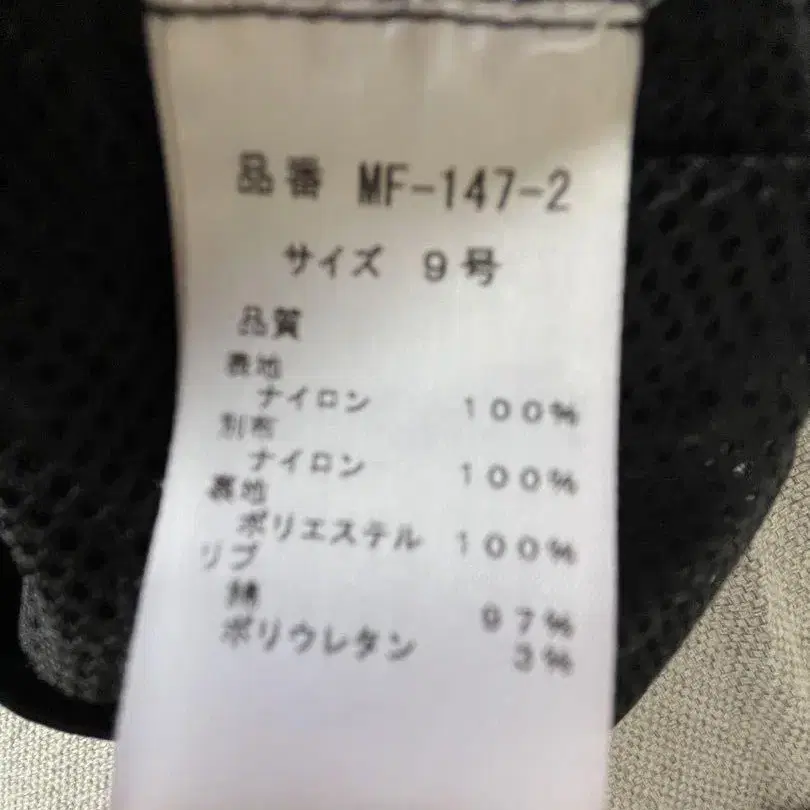 品番 MF-147-2
サイズ 9号
品質
表地
ナイロン 100%
別布
ナイロン 100%
裏地
ポリエステル 100%
リブ
綿 97%
ポリウレタン 3%